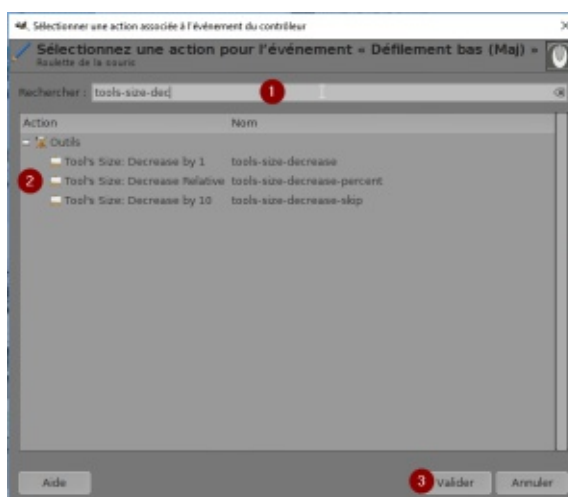 Sélectionner une action associée à l'événement du contrôleur
Sélectionnez une action pour l'événement « Défilement bas (Maj) »
Roulette de la souris
Rechercher : tools-size-dec 1
Action Nom
Outils
Tool's Size: Decrease by 1 tools-size-decrease
2 Tool's Size: Decrease Relative tools-size-decrease-percent
Tool's Size: Decrease by 10 tools-size-decrease-skip
Aide 3 Valider Annuler